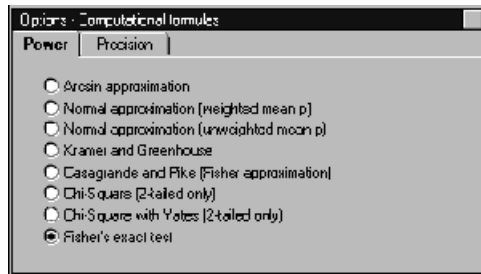 Options - Computational formulas
Power Precision
Arcsin approximation
Normal approximation (weighted mean p)
Normal approximation (unweighted mean p)
Kramer and Greenhouse
Casagrande and Pike (Fisher approximation)
Chi-Square (2-tailed only)
Chi-Square with Yates (2-tailed only)
Fisher's exact test